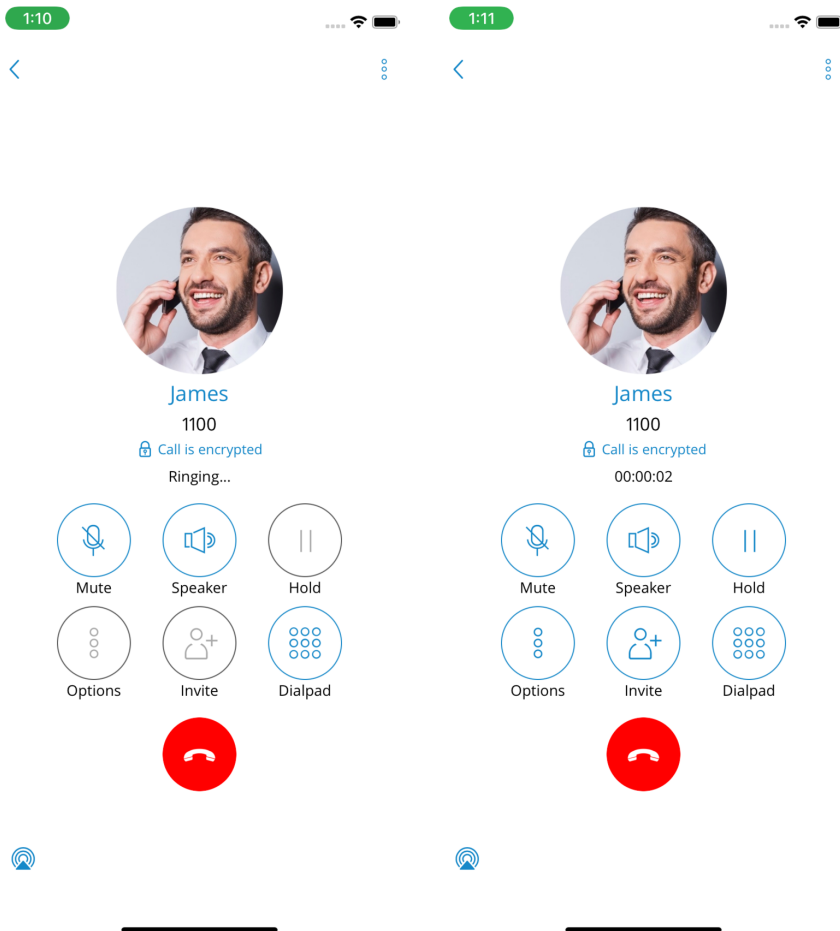 1:10
James
1100
Call is encrypted
Ringing...
Mute Speaker Hold
Options Invite Dialpad
1:11
James
1100
Call is encrypted
00:00:02
Mute Speaker Hold
Options Invite Dialpad